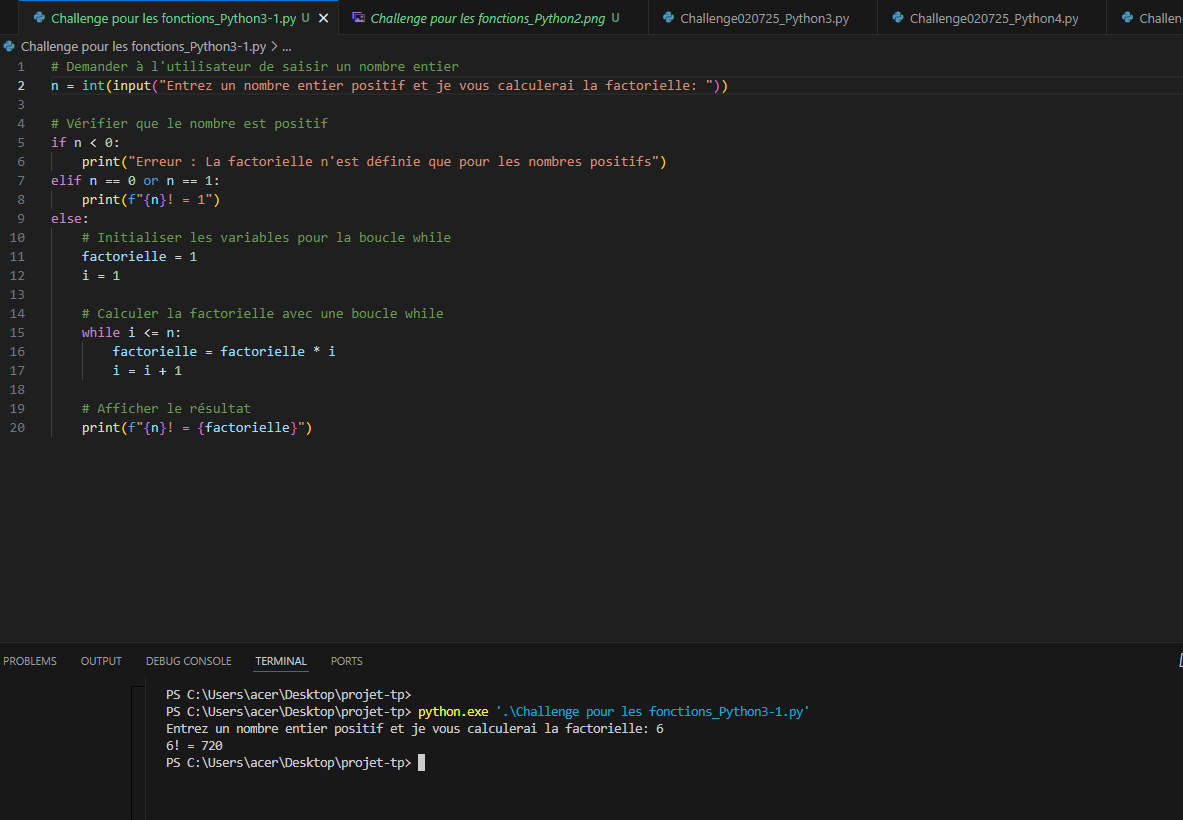 Challenge pour les fonctions_Python3-1.py U
Challenge pour les fonctions_Python2.png U
Challenge020725_Python3.py
Challenge020725_Python4.py
Challen
Challenge pour les fonctions_Python3-1.py > ...
1 # Demander à l'utilisateur de saisir un nombre entier
2 n = int(input("Entrez un nombre entier positif et je vous calculerai la factorielle: "))
3
4 # Vérifier que le nombre est positif
5 if n < 0:
6     print("Erreur : La factorielle n'est définie que pour les nombres positifs")
7 elif n == 0 or n == 1:
8     print(f"{n}! = 1")
9 else:
10     # Initialiser les variables pour la boucle while
11     factorielle = 1
12     i = 1
13
14     # Calculer la factorielle avec une boucle while
15     while i <= n:
16         factorielle = factorielle * i
17         i = i + 1
18
19     # Afficher le résultat
20     print(f"{n}! = {factorielle}")
PROBLEMS OUTPUT DEBUG CONSOLE TERMINAL PORTS
PS C:\Users\acer\Desktop\projet-tp>
PS C:\Users\acer\Desktop\projet-tp> python.exe '.\Challenge pour les fonctions_Python3-1.py'
Entrez un nombre entier positif et je vous calculerai la factorielle: 6
6! = 720
PS C:\Users\acer\Desktop\projet-tp>